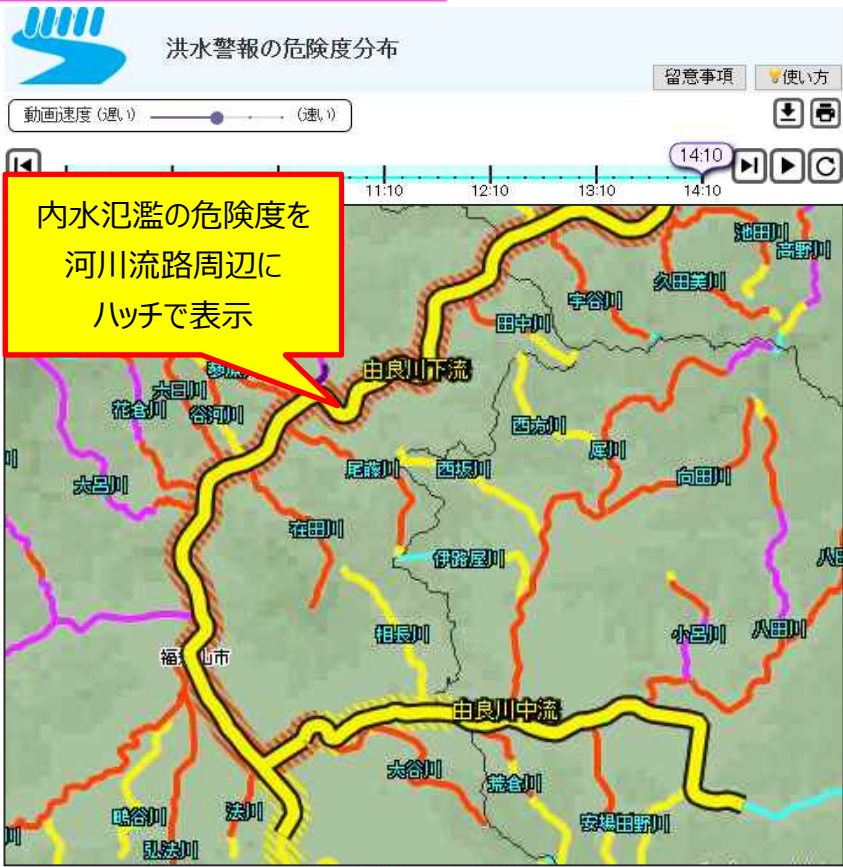 洪水警報の危険度分布
留意事項
使い方
動画速度 (遅い)
(速い)
14:10
11:10
12:10
13:10
14:10
内水氾濫の危険度を
河川流路周辺に
ハッチで表示
池田川
高野川
久田美川
宇谷川
田中川
由良川下流
六日川
花倉川
谷河川
西方川
犀川
尾藤川
西坂川
向田川
大呂川
在田川
伊路屋川
相長川
小呂川
八田川
由良川中流
大谷川
荒倉川
鴫谷川
法川
安場田野川
弘法川